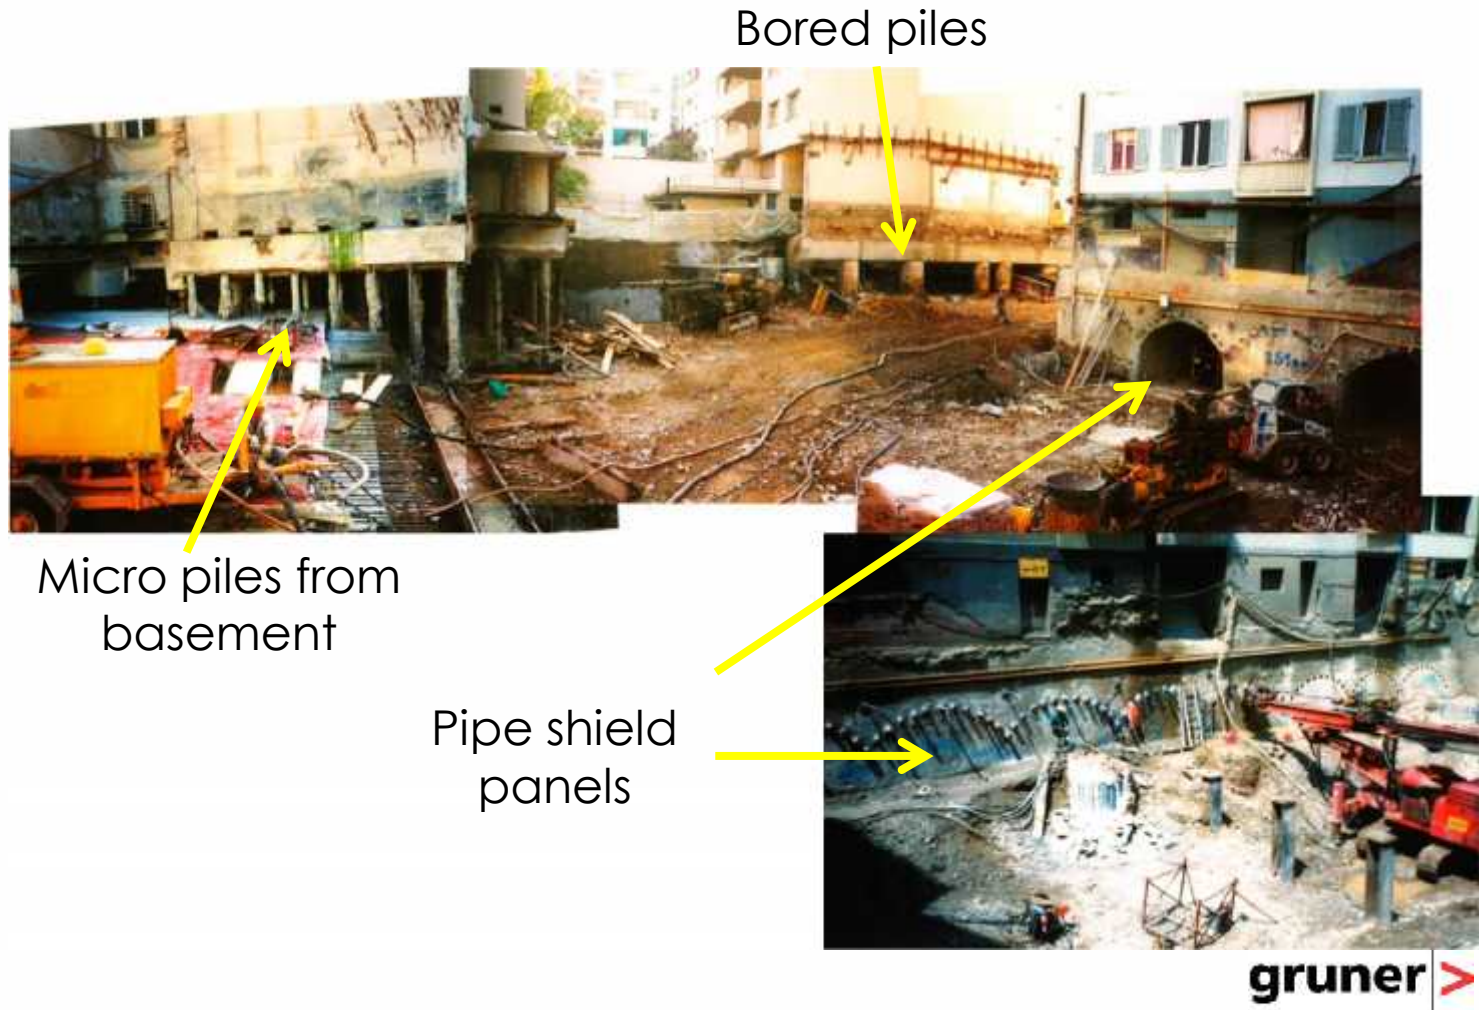 Bored piles
Micro piles from
basement
Pipe shield
panels
gruner >